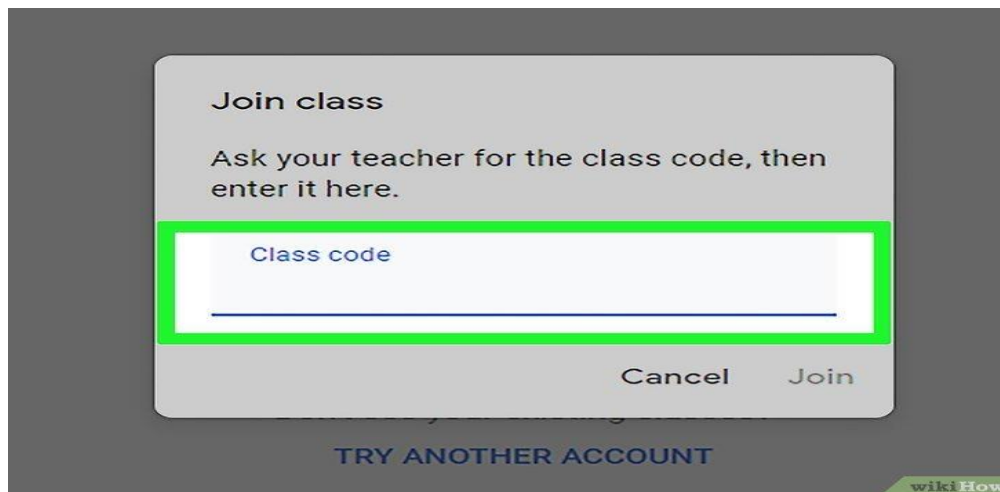 Join class
Ask your teacher for the class code, then
enter it here.
Class code
Cancel Join
TRY ANOTHER ACCOUNT
wikiHow